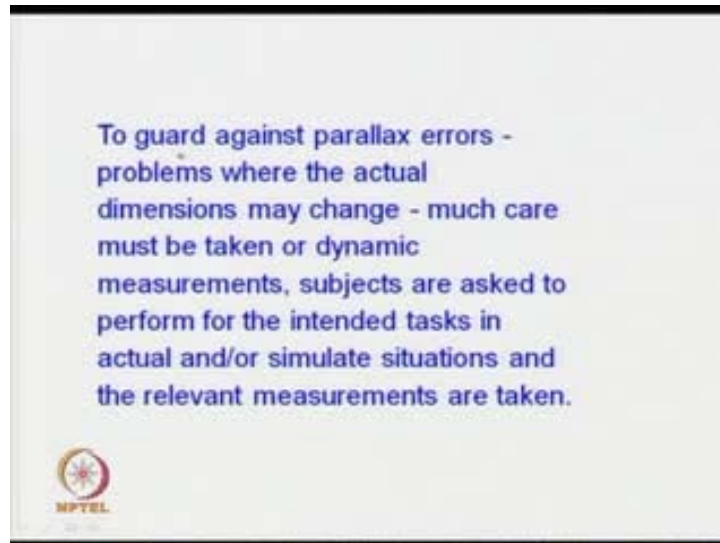 To guard against parallax errors -
problems where the actual
dimensions may change - much care
must be taken or dynamic
measurements, subjects are asked to
perform for the intended tasks in
actual and/or simulate situations and
the relevant measurements are taken.
NPTEL